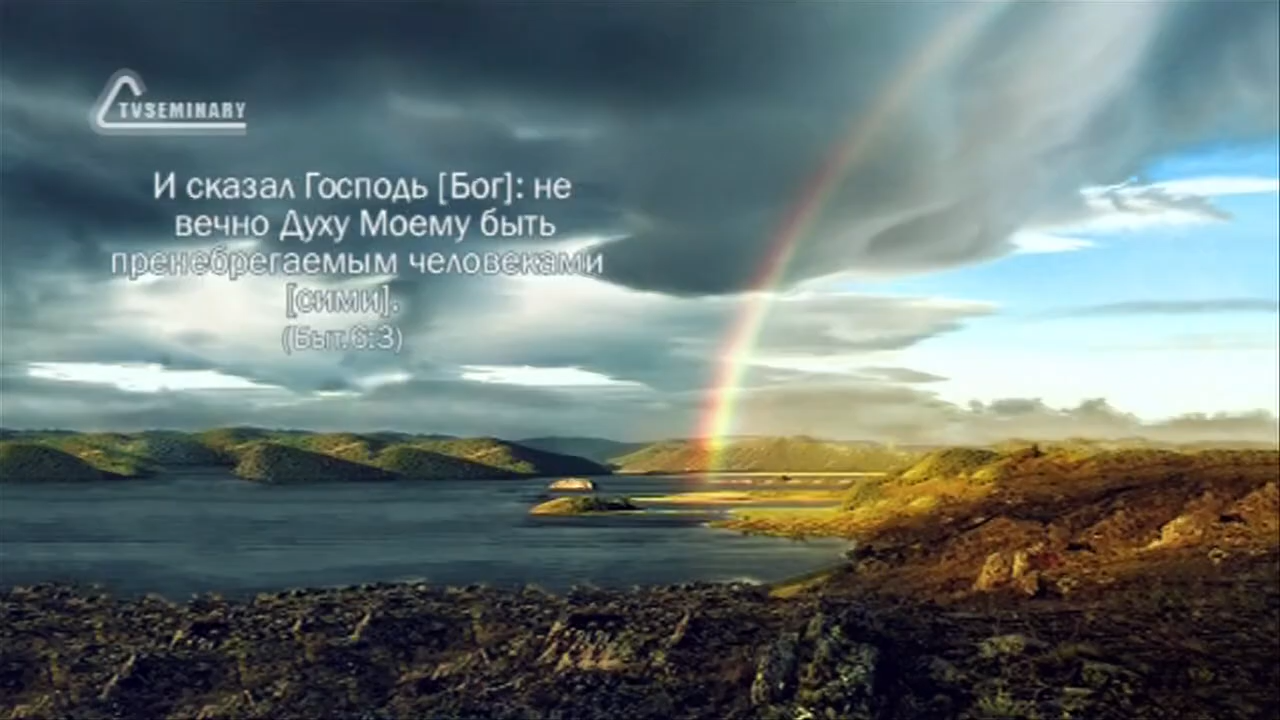 TVSEMINARY
И сказал Господь [Бог]: не
вечно Духу Моему быть
пренебрегаемым человеками
[сими].
(Быт.6:3)